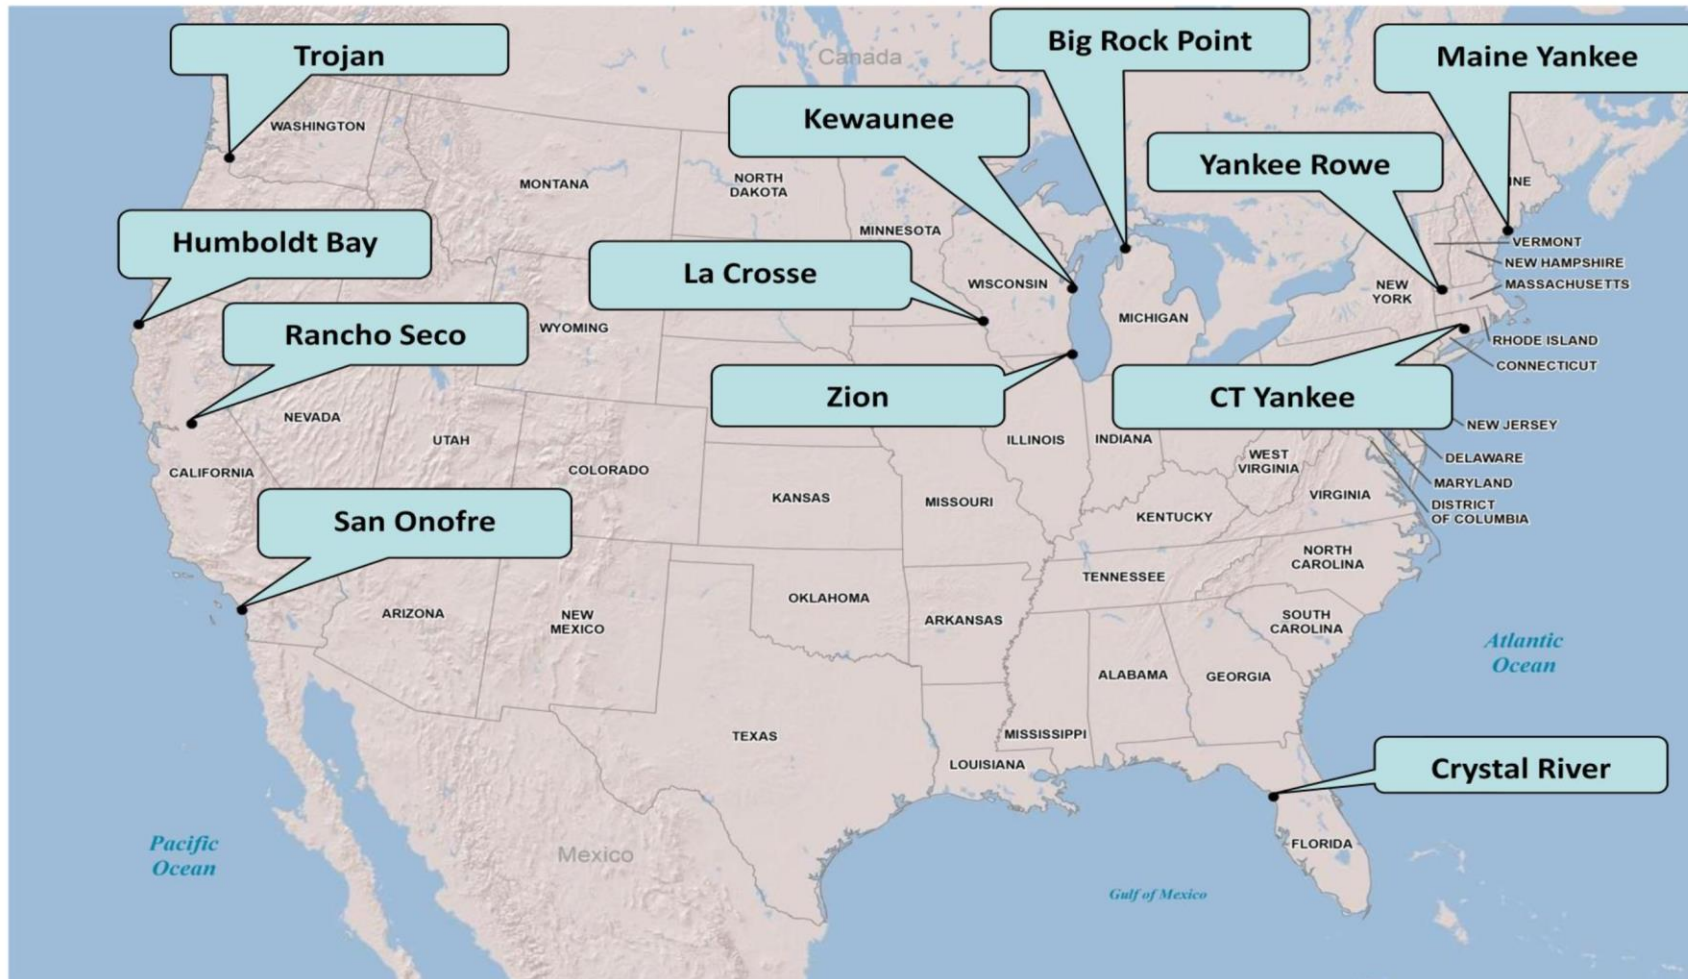 Trojan
Canada
Big Rock Point
Maine Yankee
Kewaunee
WASHINGTON
Yankee Rowe
MONTANA
NORTH
DAKOTA
INE
MINNESOTA
Humboldt Bay
VERMONT
La Crosse
NEW HAMPSHIRE
WISCONSIN
NEW
YORK
MASSACHUSETTS
MICHIGAN
WYOMING
Rancho Seco
RHODE ISLAND
CONNECTICUT
Zion
CT Yankee
NEVADA
UTAH
NEW JERSEY
ILLINOIS
INDIANA
WEST
VIRGINIA
DELAWARE
CALIFORNIA
COLORADO
MARYLAND
KANSAS
MISSOURI
VIRGINIA
DISTRICT
OF COLUMBIA
KENTUCKY
San Onofre
NORTH
CAROLINA
TENNESSEE
OKLAHOMA
ARIZONA
NEW
MEXICO
ARKANSAS
SOUTH
CAROLINA
Atlantic
Ocean
ALABAMA
GEORGIA
TEXAS
MISSISSIPPI
LOUISIANA
Crystal River
Pacific
Ocean
Mexico
FLORIDA
Gulf of Mexico